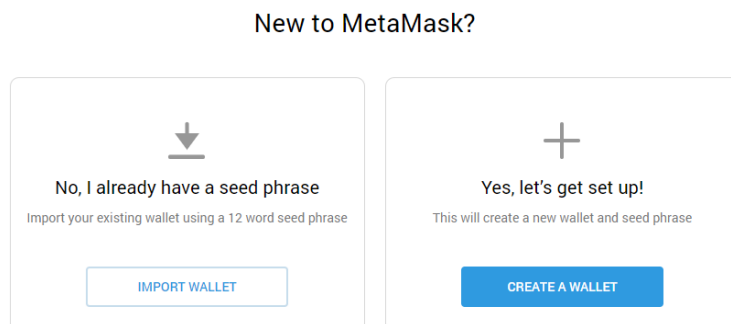 New to MetaMask?
No, I already have a seed phrase
Import your existing wallet using a 12 word seed phrase
IMPORT WALLET
Yes, let’s get set up!
This will create a new wallet and seed phrase
CREATE A WALLET